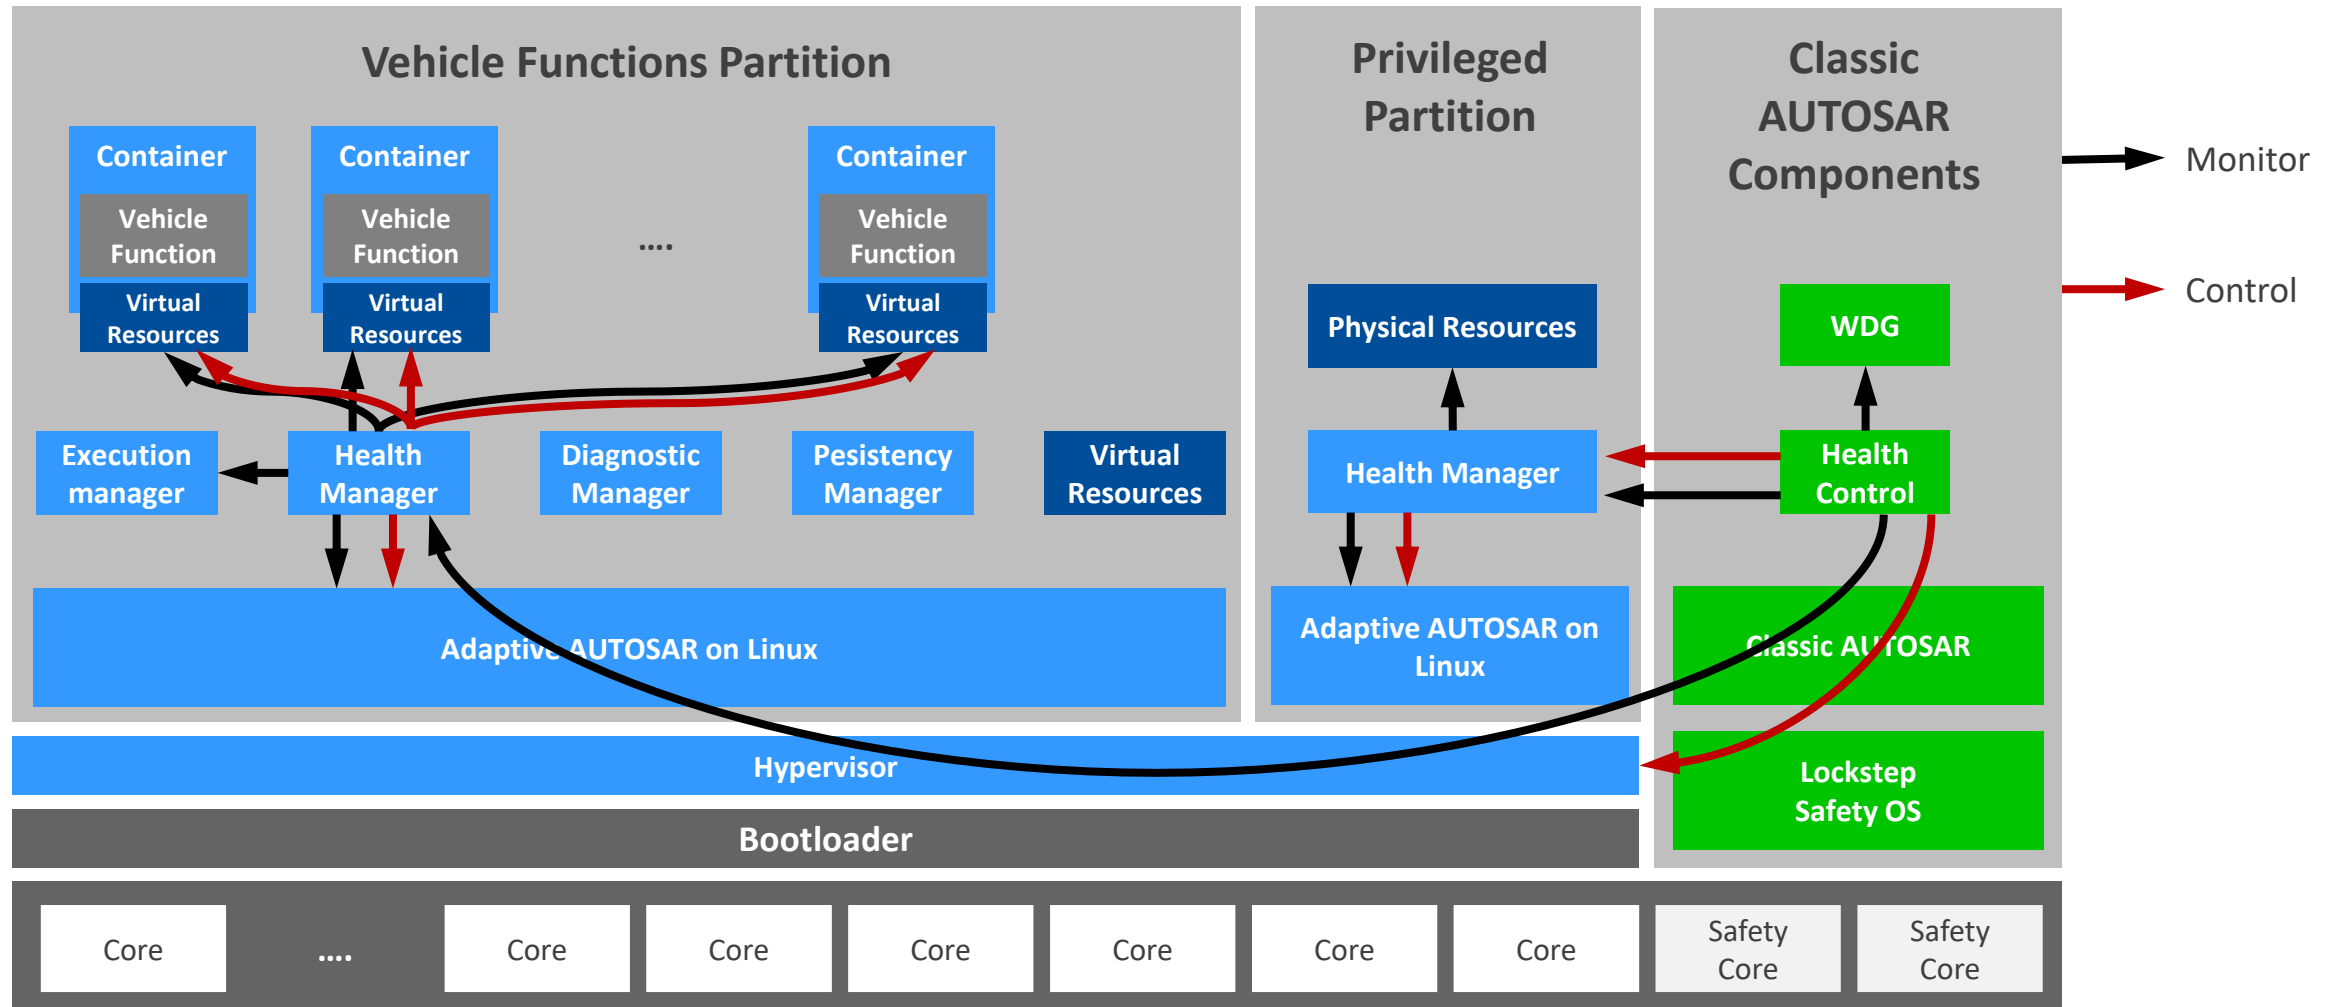 Vehicle Functions Partition
Privileged
Partition
Classic
AUTOSAR
Components
Container
Vehicle
Function
Virtual
Resources
Container
Vehicle
Function
Virtual
Resources
....
Container
Vehicle
Function
Virtual
Resources
Physical Resources
WDG
Monitor
Control
Execution
manager
Health
Manager
Diagnostic
Manager
Pesistency
Manager
Virtual
Resources
Health Manager
Health
Control
Adaptive AUTOSAR on Linux
Adaptive AUTOSAR on
Linux
Classic AUTOSAR
Hypervisor
Lockstep
Safety OS
Bootloader
Core
....
Core
Core
Core
Core
Core
Core
Safety
Core
Safety
Core